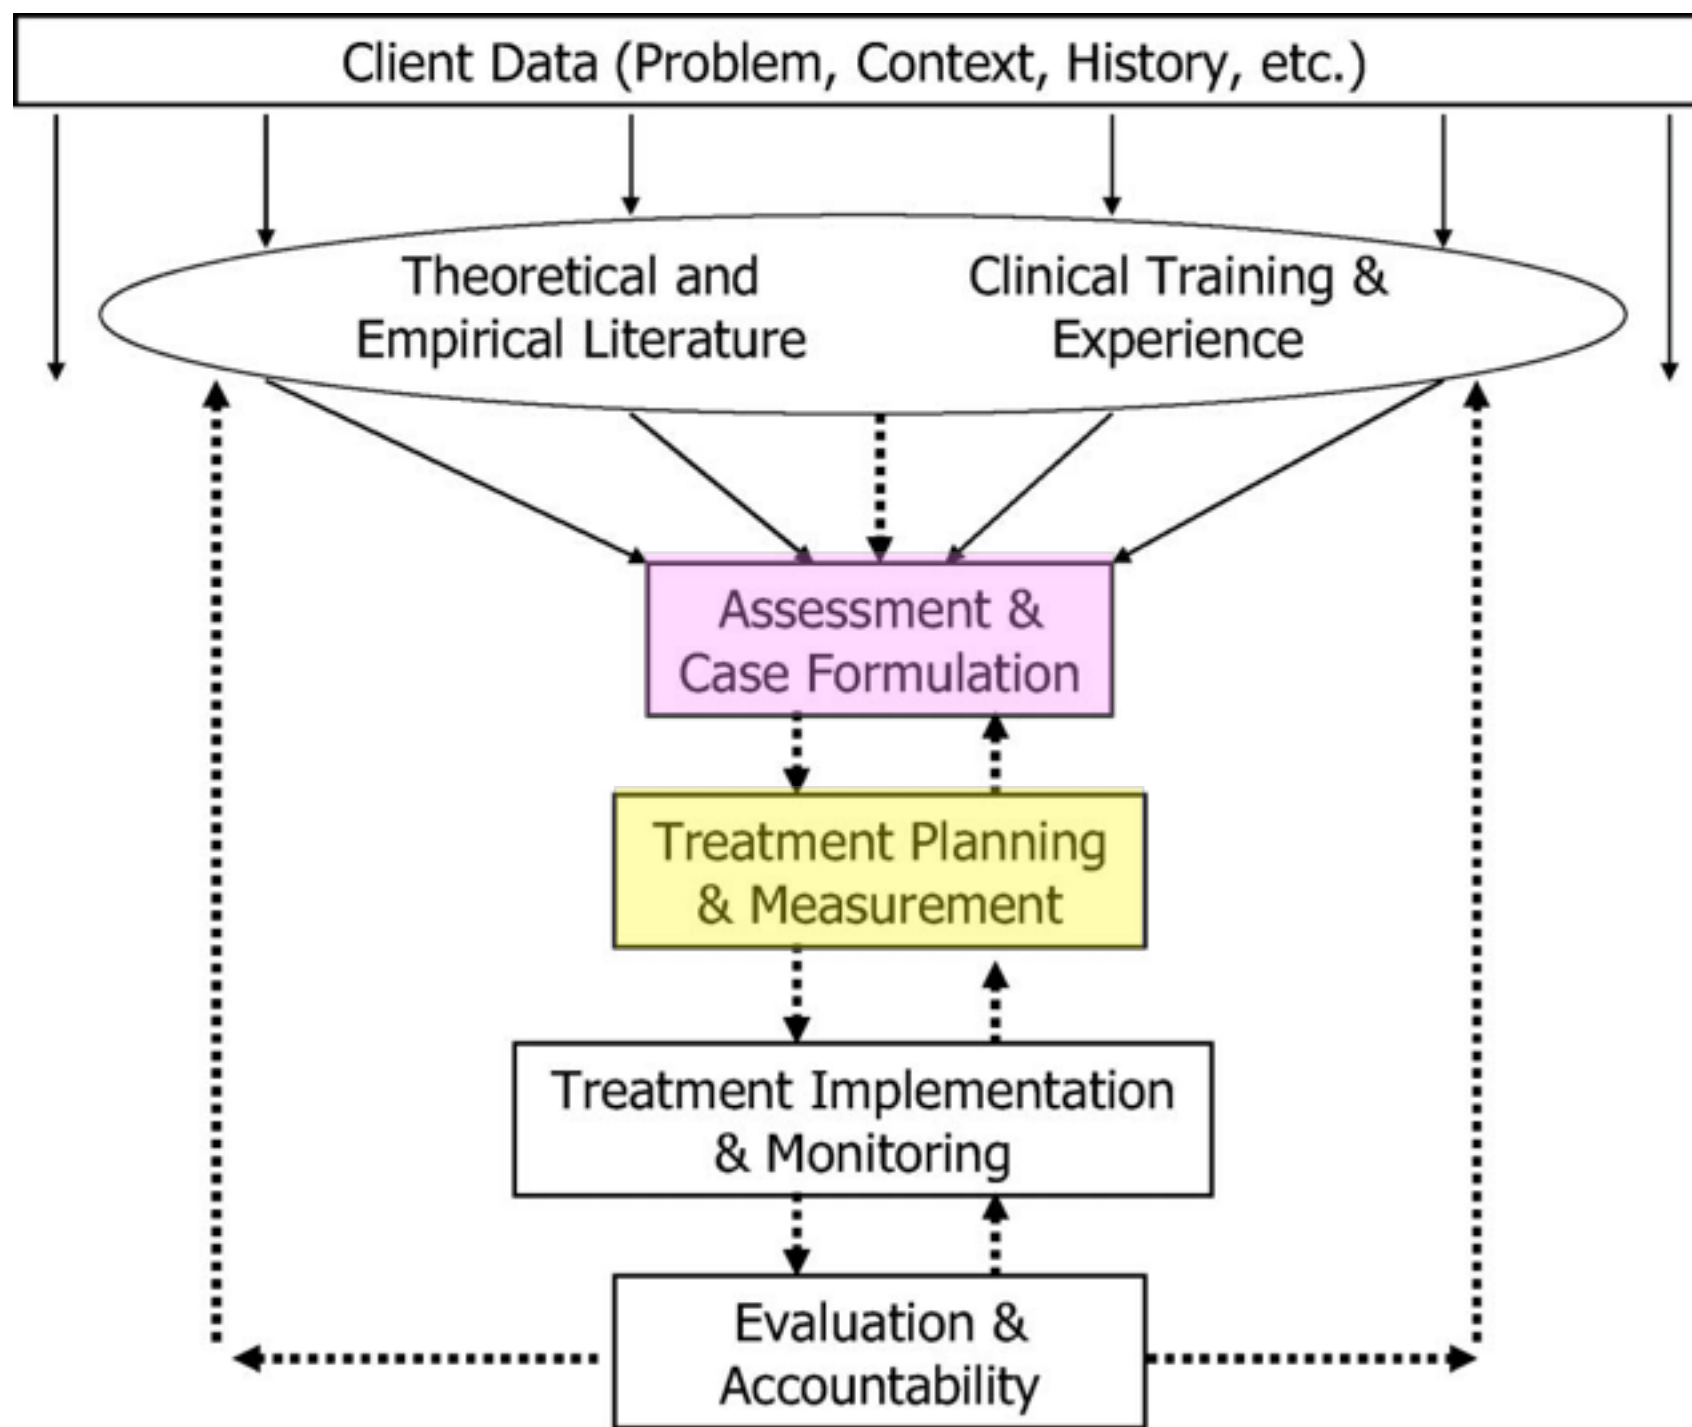 Client Data (Problem, Context, History, etc.)
Theoretical and
Empirical Literature
Clinical Training &
Experience
Assessment &
Case Formulation
Treatment Planning
& Measurement
Treatment Implementation
& Monitoring
Evaluation &
Accountability